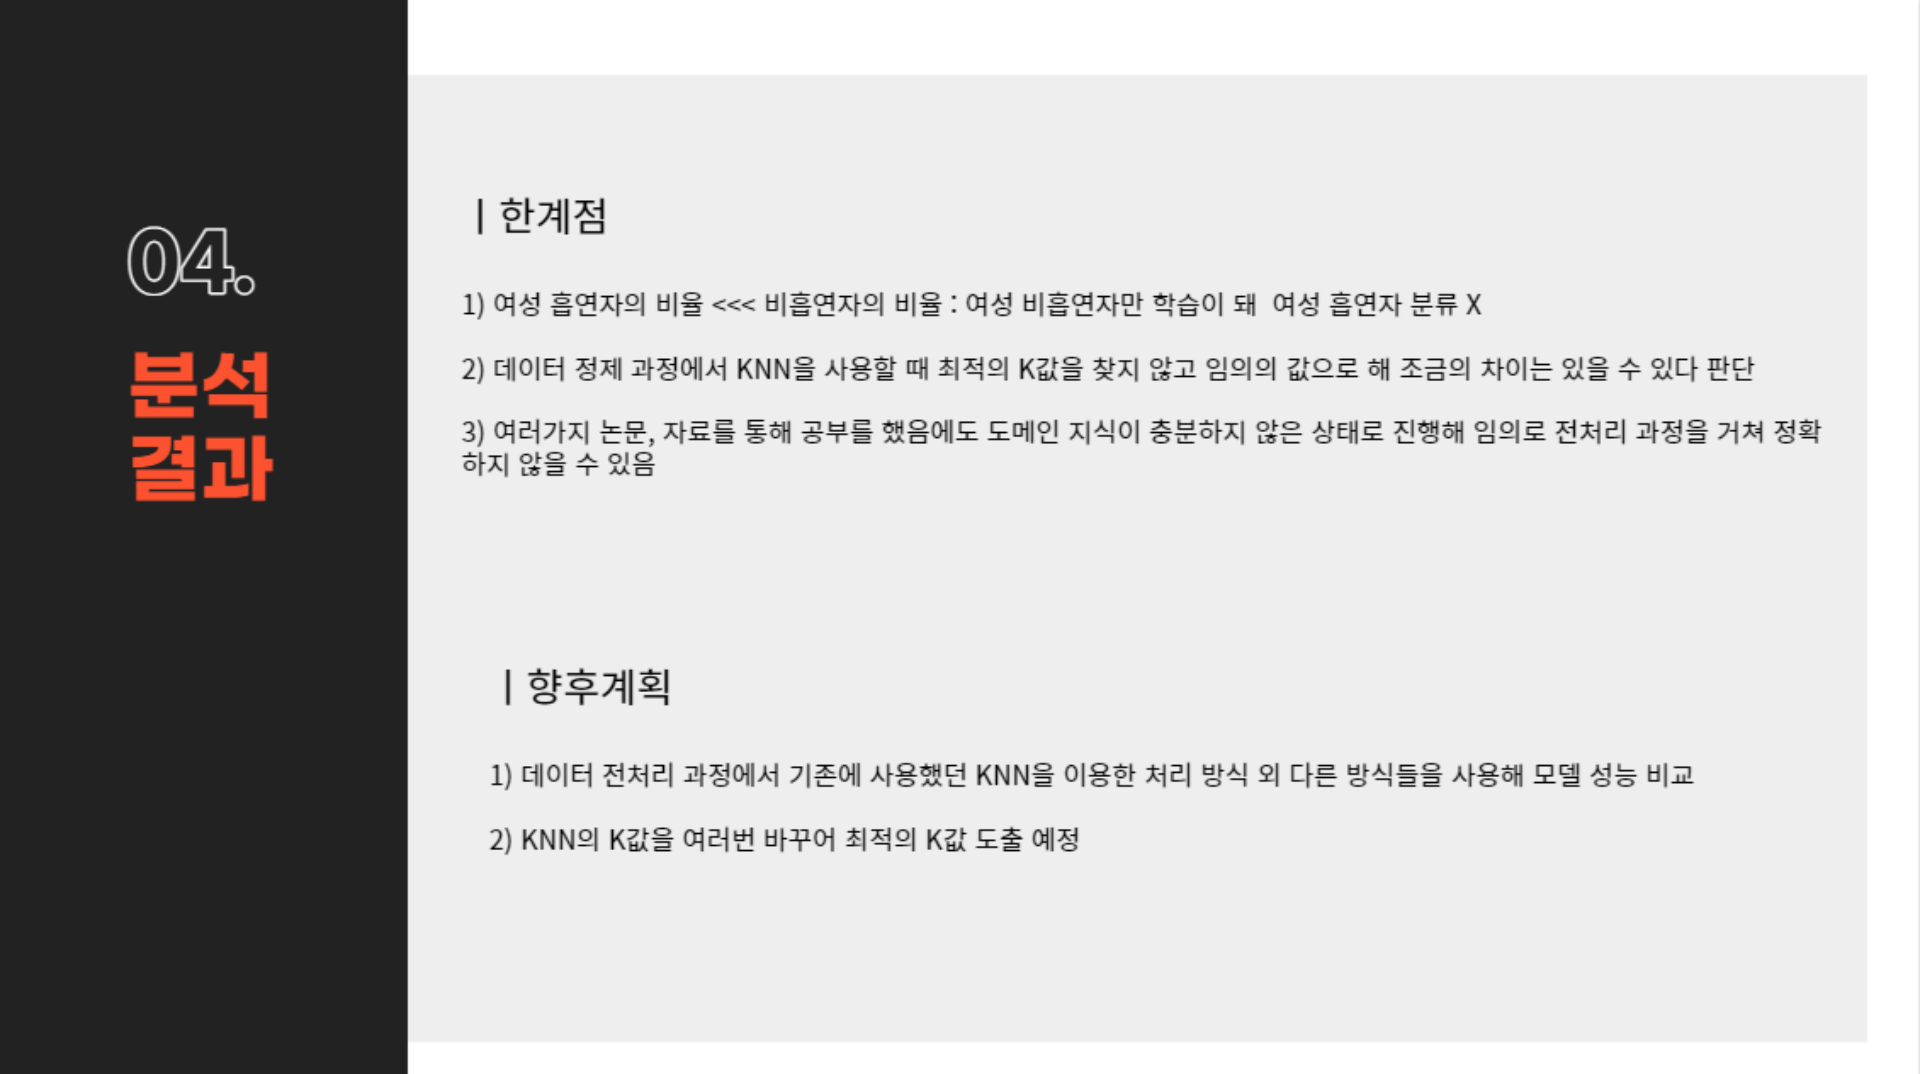 04.
분석
결과
ㅣ한계점
1) 여성 흡연자의 비율 <<< 비흡연자의 비율 : 여성 비흡연자만 학습이 돼  여성 흡연자 분류 X
2) 데이터 정제 과정에서 KNN을 사용할 때 최적의 K값을 찾지 않고 임의의 값으로 해 조금의 차이는 있을 수 있다 판단
3) 여러가지 논문, 자료를 통해 공부를 했음에도 도메인 지식이 충분하지 않은 상태로 진행해 임의로 전처리 과정을 거쳐 정확
하지 않을 수 있음
ㅣ향후계획
1) 데이터 전처리 과정에서 기존에 사용했던 KNN을 이용한 처리 방식 외 다른 방식들을 사용해 모델 성능 비교
2) KNN의 K값을 여러번 바꾸어 최적의 K값 도출 예정